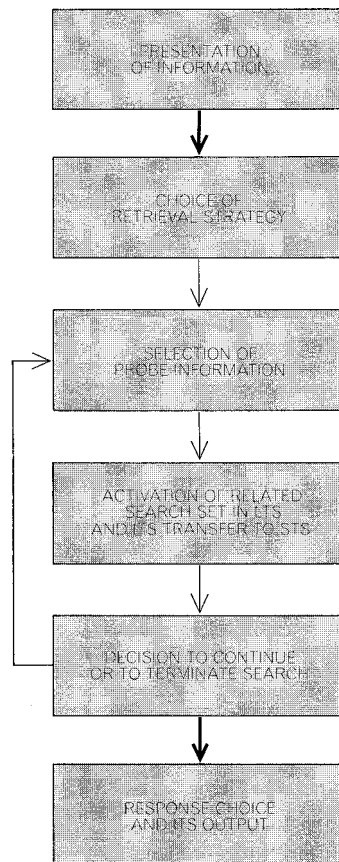 PRESENTATION
OF INFORMATION
CHOICE OF
RETRIEVAL STRATEGY
SELECTION OF
PROBE INFORMATION
ACTIVATION OF RELATED
SEARCH SET IN LTS
AND ITS TRANSFER TO STS
DECISION TO CONTINUE
OR TO TERMINATE SEARCH
RESPONSE CHOICE
AND ITS OUTPUT